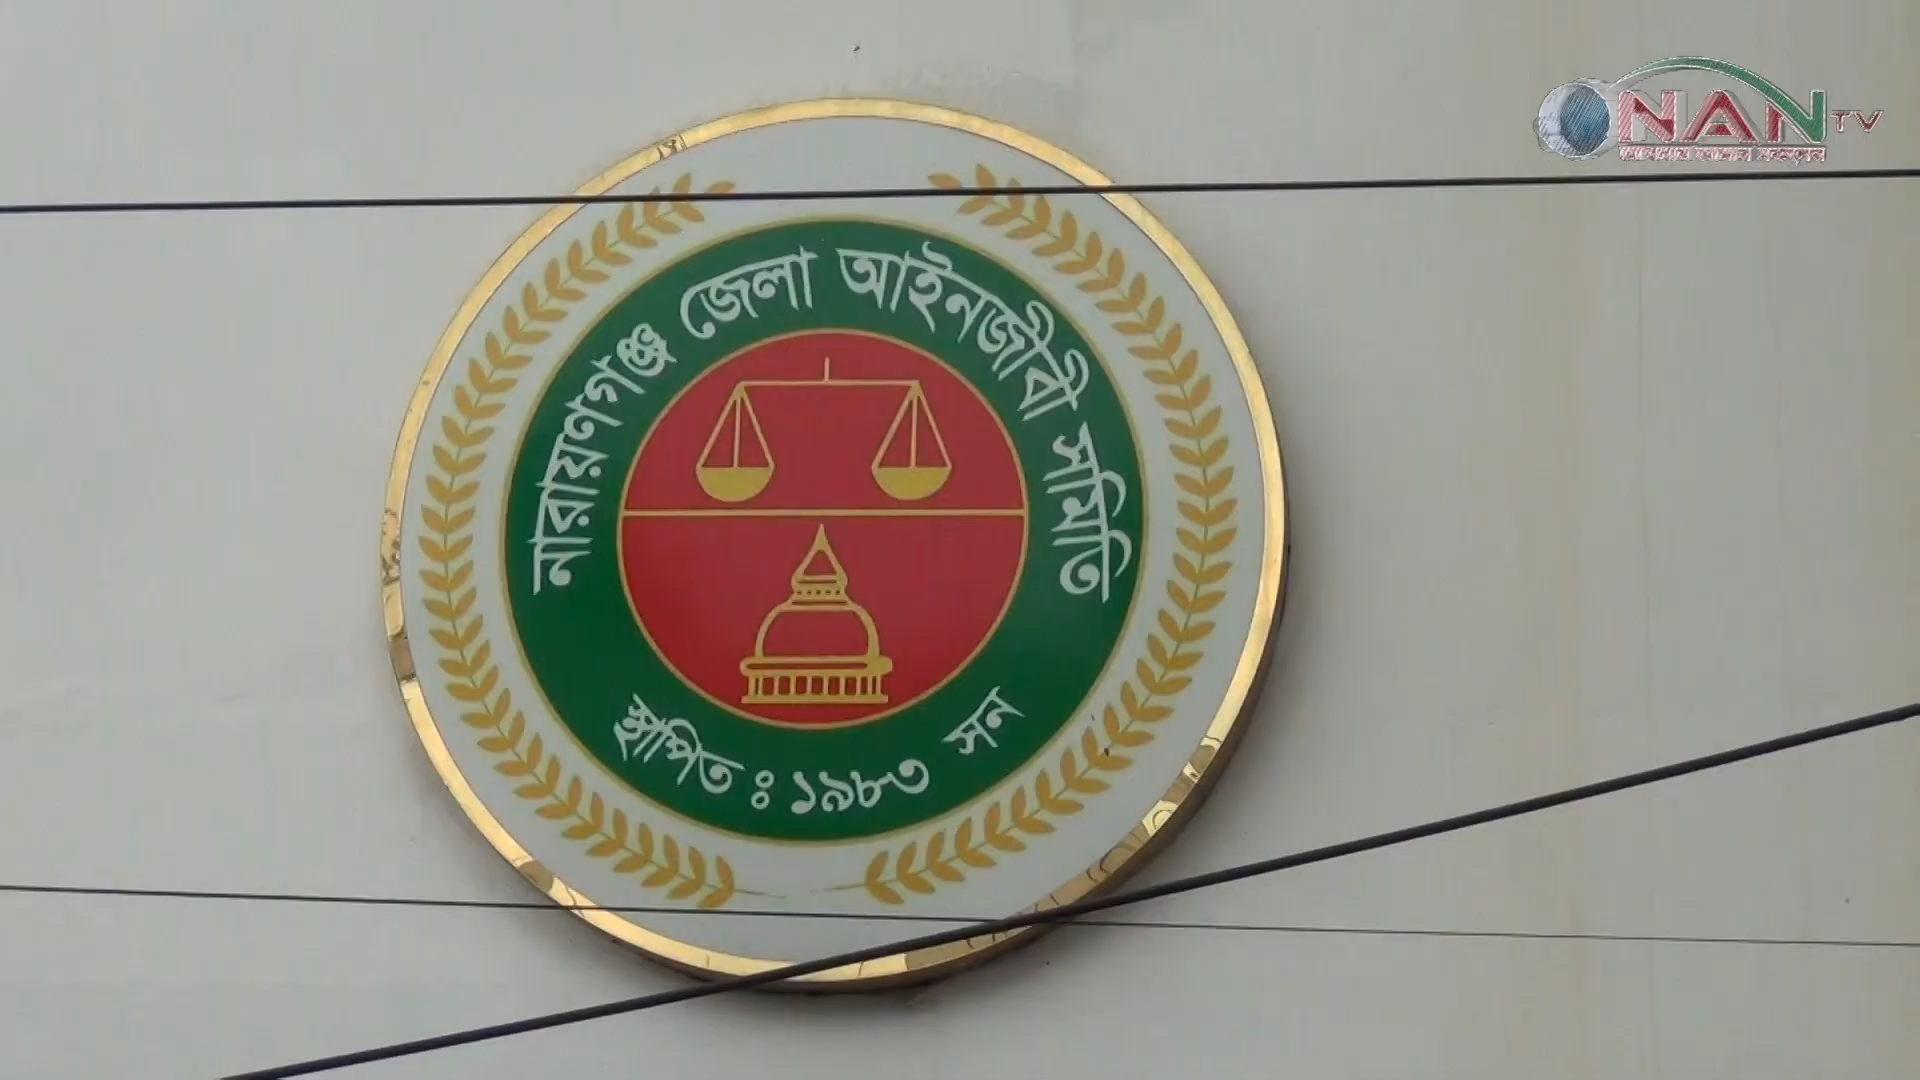 নারায়ণগঞ্জ জেলা আইনজীবী সমিতি
স্থাপিত ঃ ১৯৮৩ সন
NAN TV